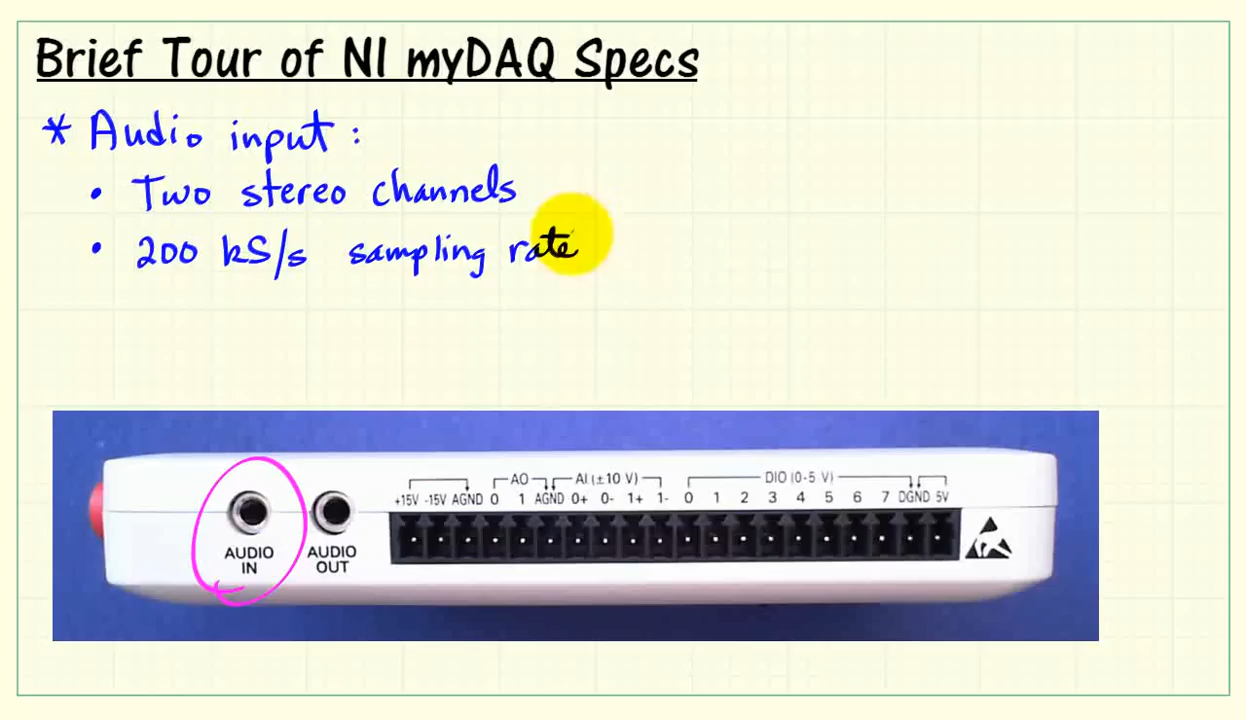 Brief Tour of NI myDAQ Specs
* Audio input:
• Two stereo channels
• 200 kS/s sampling rate
AO AI (±10 V) DIO (0-5 V)
+15V -15V AGND 0 1 AGND 0+ 0- 1+ 1- 0 1 2 3 4 5 6 7 DGND 5V
AUDIO IN
AUDIO OUT